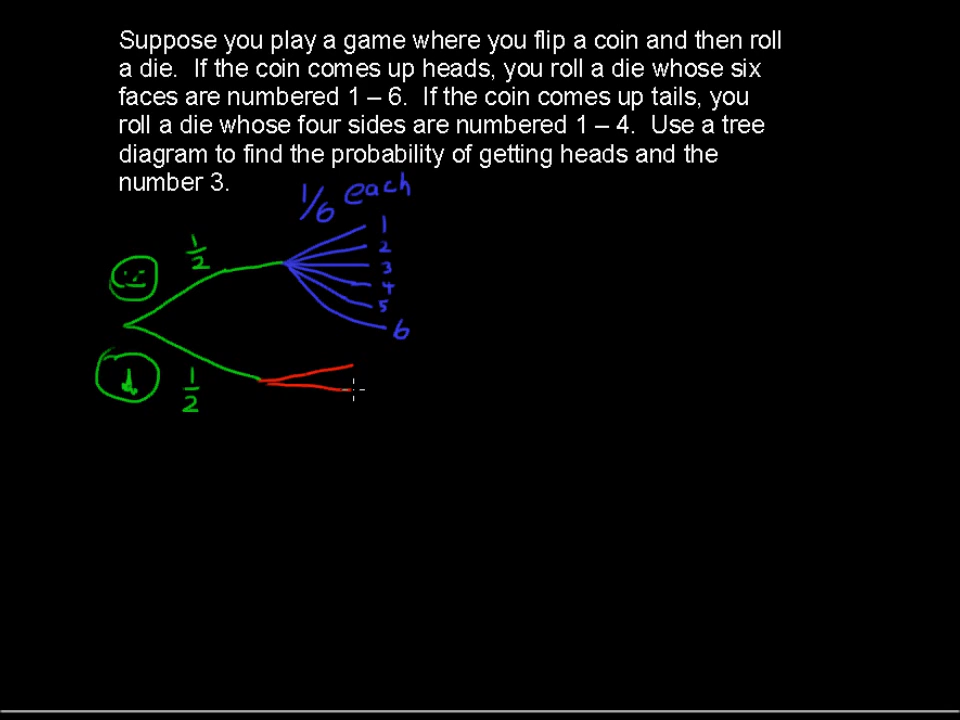 Suppose you play a game where you flip a coin and then roll
a die. If the coin comes up heads, you roll a die whose six
faces are numbered 1 – 6. If the coin comes up tails, you
roll a die whose four sides are numbered 1 – 4. Use a tree
diagram to find the probability of getting heads and the
number 3.
1/6 each
1
2
1/2
3
4
5
6
1/2